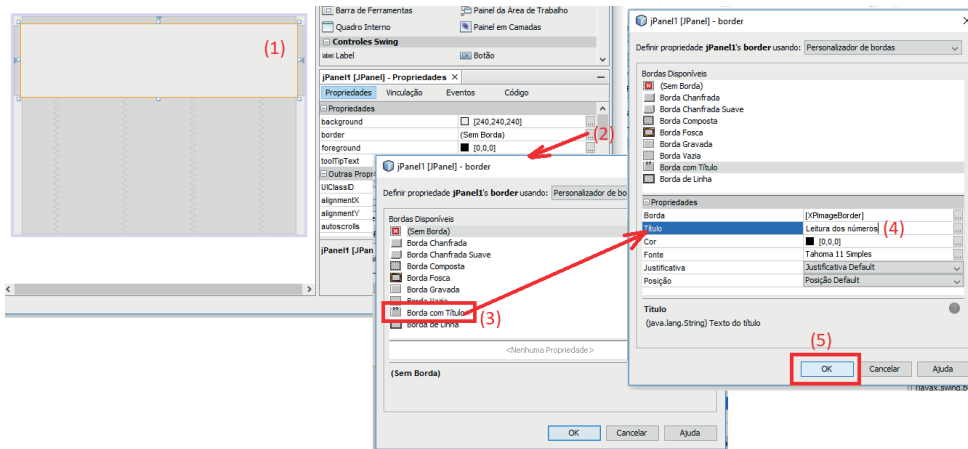 (1)
Barra de Ferramentas
Painel da Área de Trabalho
Quadro Interno
Painel em Camadas
Controles Swing
label Label
OK Botão
jPanel1 [JPanel] - Propriedades
Propriedades Vinculação Eventos Código
Propriedades
background [240,240,240] ...
border (Sem Borda) ...
(2)
foreground [0,0,0] ...
toolTipText
Outras Propri
UIClassID
alignmentX
alignmentY
autoscrolls
jPanel1 [JPan
jPanel1 [JPanel] - border
Definir propriedade jPanel1's border usando: Personalizador de bo
Bordas Disponíveis
(Sem Borda)
Borda Chanfrada
Borda Chanfrada Suave
Borda Composta
Borda Fosca
Borda Gravada
Borda Vazia
Borda com Título
(3)
Borda de Linha
<Nenhuma Propriedade>
(Sem Borda)
OK Cancelar Ajuda
jPanel1 [JPanel] - border
Definir propriedade jPanel1's border usando: Personalizador de bordas
Bordas Disponíveis
(Sem Borda)
Borda Chanfrada
Borda Chanfrada Suave
Borda Composta
Borda Fosca
Borda Gravada
Borda Vazia
Borda com Título
Borda de Linha
Propriedades
Borda [XPImageBorder] ...
Título Leitura dos números ...
(4)
Cor [0,0,0] ...
Fonte Tahoma 11 Simples ...
Justificativa Justificativa Default
Posição Posição Default
Título
(java.lang.String) Texto do título
(5)
OK Cancelar Ajuda
(javax.swing.b